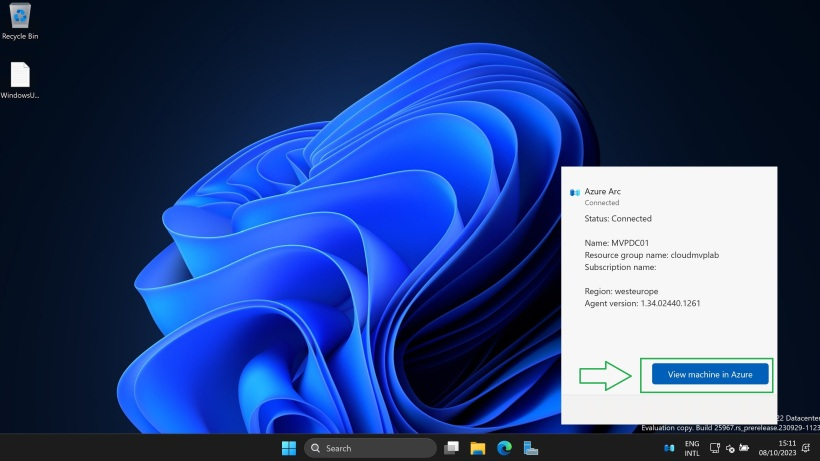 Recycle Bin
WindowsU...
Azure Arc
Connected
Status: Connected
Name: MVPDC01
Resource group name: cloudmvplab
Subscription name:
Region: westeurope
Agent version: 1.34.02440.1261
View machine in Azure
22 Datacenter
Evaluation copy. Build 25967.rs_prerelease.230929-1123
Search
ENG
INTL
15:11
08/10/2023